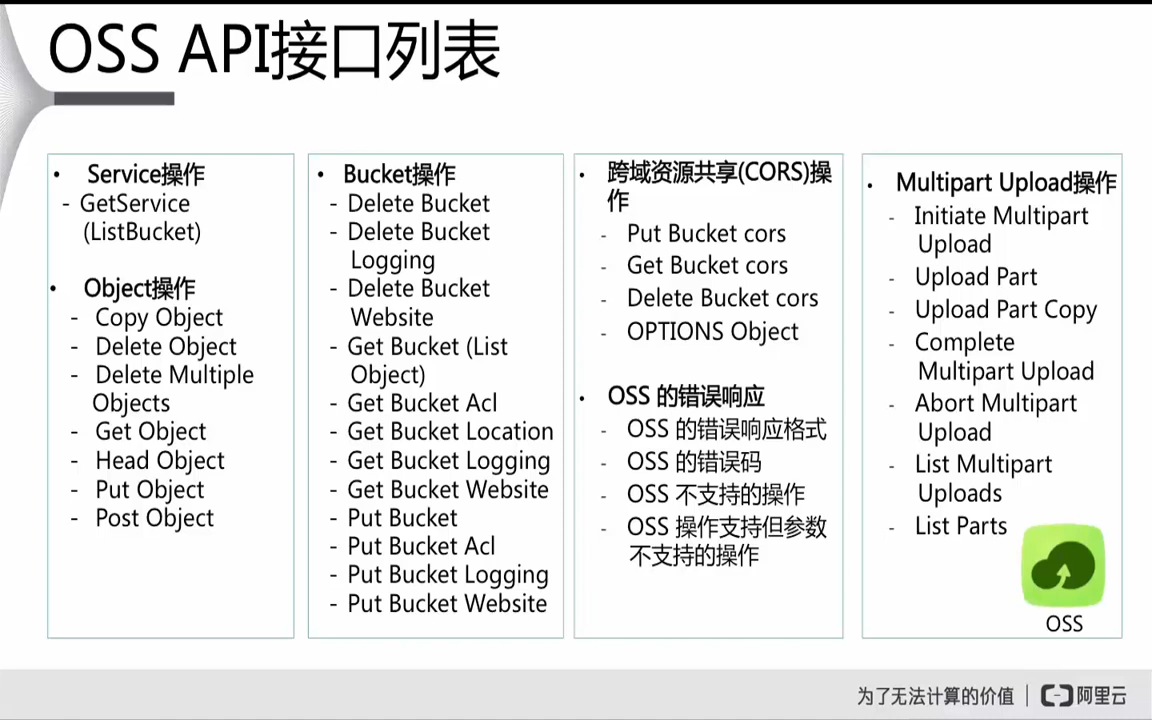 OSS API接口列表
• Service操作
- GetService
(ListBucket)
• Object操作
- Copy Object
- Delete Object
- Delete Multiple
Objects
- Get Object
- Head Object
- Put Object
- Post Object
• Bucket操作
- Delete Bucket
- Delete Bucket
Logging
- Delete Bucket
Website
- Get Bucket (List
Object)
- Get Bucket Acl
- Get Bucket Location
- Get Bucket Logging
- Get Bucket Website
- Put Bucket
- Put Bucket Acl
- Put Bucket Logging
- Put Bucket Website
• 跨域资源共享(CORS)操
作
- Put Bucket cors
- Get Bucket cors
- Delete Bucket cors
- OPTIONS Object
• OSS 的错误响应
- OSS 的错误响应格式
- OSS 的错误码
- OSS 不支持的操作
- OSS 操作支持但参数
不支持的操作
• Multipart Upload操作
- Initiate Multipart
Upload
- Upload Part
- Upload Part Copy
- Complete
Multipart Upload
- Abort Multipart
Upload
- List Multipart
Uploads
- List Parts
OSS
为了无法计算的价值 | 阿里云